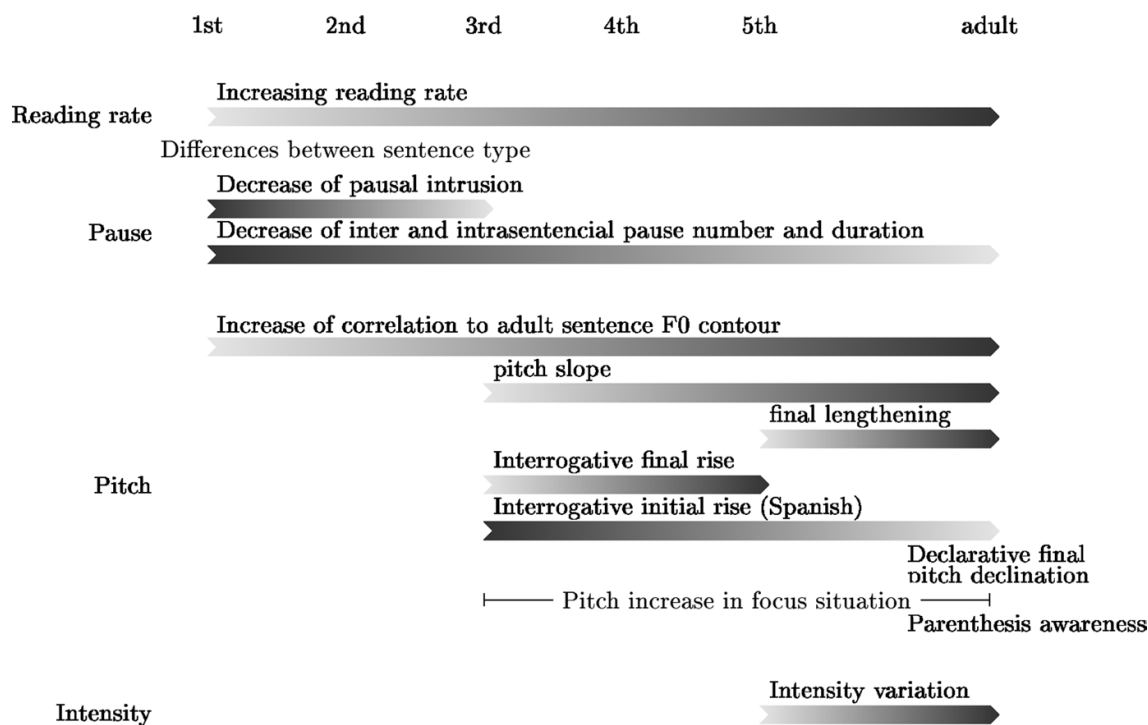 1st 2nd 3rd 4th 5th adult
Increasing reading rate
Reading rate
Differences between sentence type
Decrease of pausal intrusion
Pause
Decrease of inter and intrasentencial pause number and duration
Increase of correlation to adult sentence F0 contour
pitch slope
final lengthening
Interrogative final rise
Pitch
Interrogative initial rise (Spanish)
Declarative final
pitch declination
Pitch increase in focus situation
Parenthesis awareness
Intensity variation
Intensity